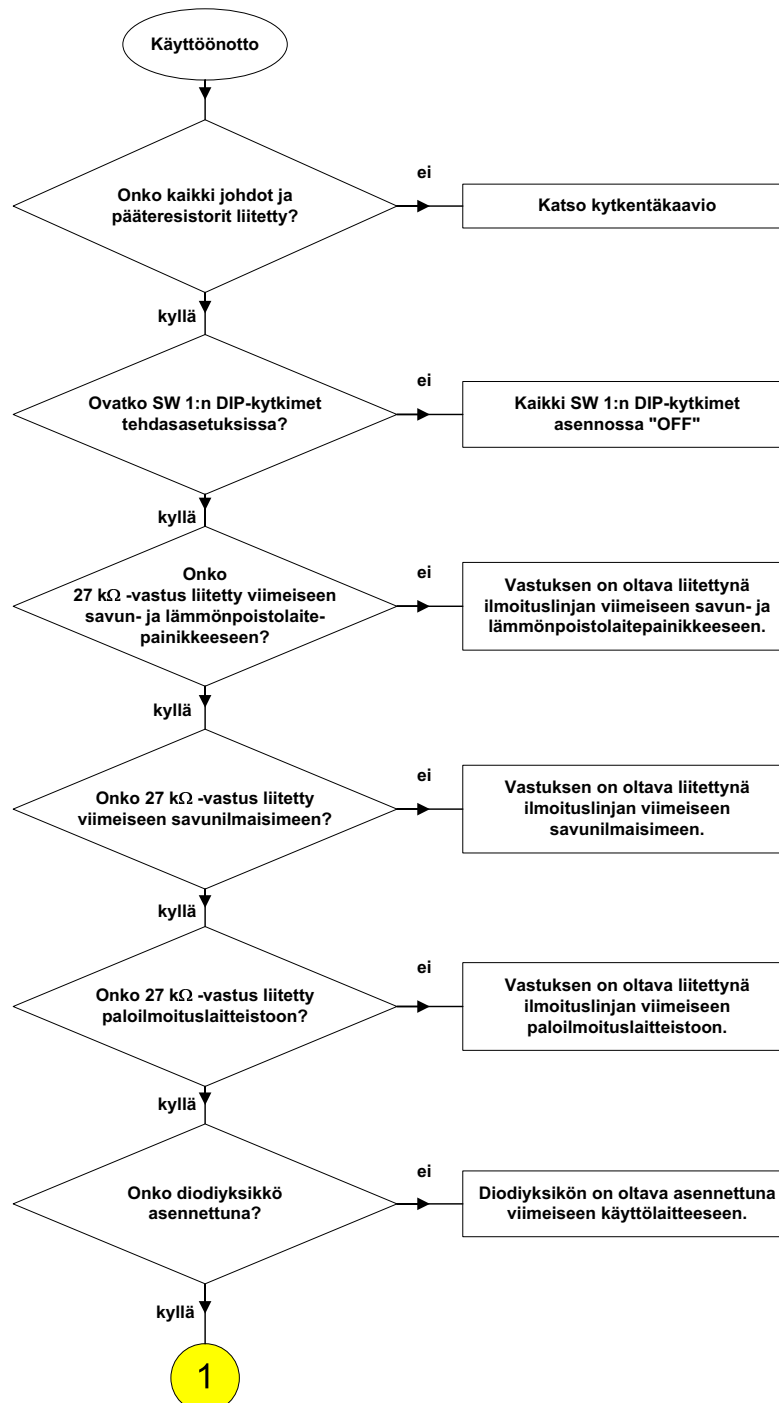 Käyttöönotto
Onko kaikki johdot ja
pääteresistorit liitetty?
ei
Katso kytkentäkaavio
kyllä
Ovatko SW 1:n DIP-kytkimet
tehdasasetuksissa?
ei
Kaikki SW 1:n DIP-kytkimet
asennossa "OFF"
kyllä
Onko
27 kΩ -vastus liitetty viimeiseen
savun- ja lämmönpoistolaite-
painikkeeseen?
ei
Vastuksen on oltava liitettynä
ilmoituslinjan viimeiseen savun- ja
lämmönpoistolaitepainikkeeseen.
kyllä
Onko 27 kΩ -vastus liitetty
viimeiseen savunilmaisimeen?
ei
Vastuksen on oltava liitettynä
ilmoituslinjan viimeiseen
savunilmaisimeen.
kyllä
Onko 27 kΩ -vastus liitetty
paloilmoituslaitteistoon?
ei
Vastuksen on oltava liitettynä
ilmoituslinjan viimeiseen
paloilmoituslaitteistoon.
kyllä
Onko diodiyksikkö
asennettuna?
ei
Diodiyksikön on oltava asennettuna
viimeiseen käyttölaitteeseen.
kyllä
1